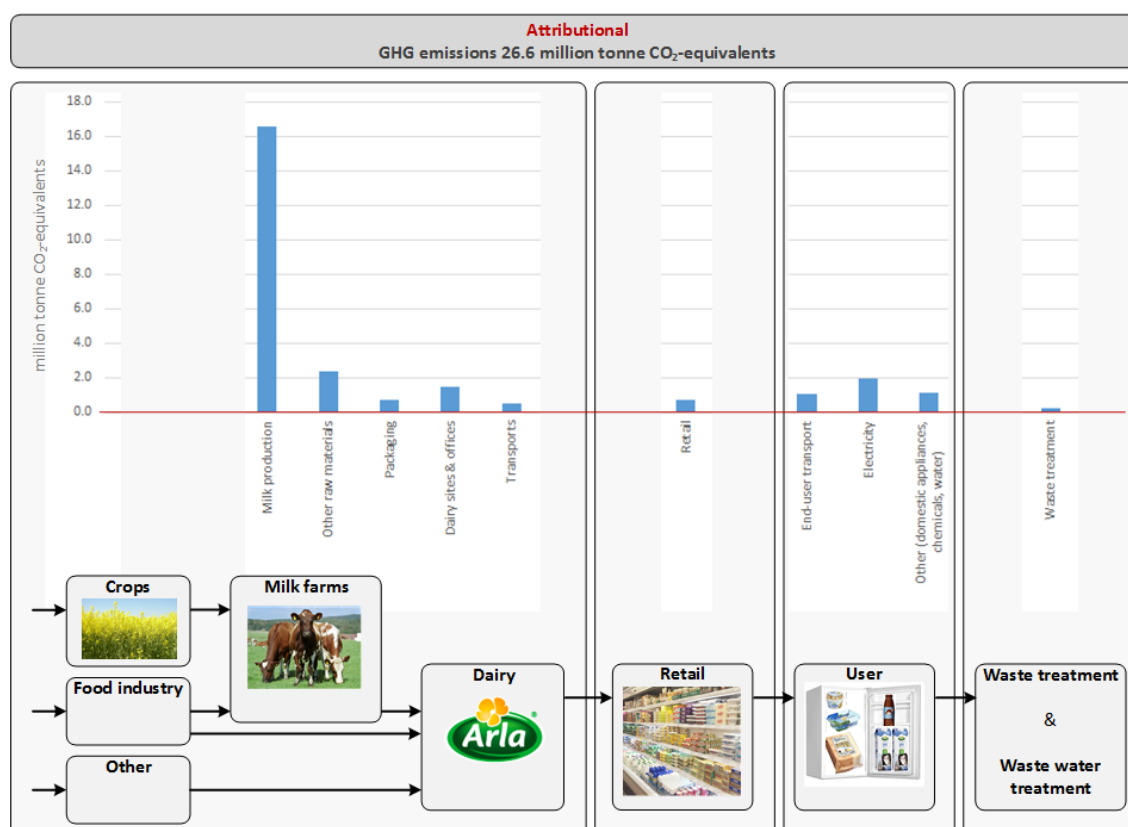 Attributional
GHG emissions 26.6 million tonne CO₂-equivalents
million tonne CO₂-equivalents
18.0
16.0
14.0
12.0
10.0
8.0
6.0
4.0
2.0
0.0
Milk production
Other raw materials
Packaging
Dairy sites & offices
Transports
Retail
End-user transport
Electricity
Other (domestic appliances,
chemicals, water)
Waste treatment
Crops
Milk farms
Food industry
Other
Dairy
Arla
Retail
User
Waste treatment
&
Waste water
treatment